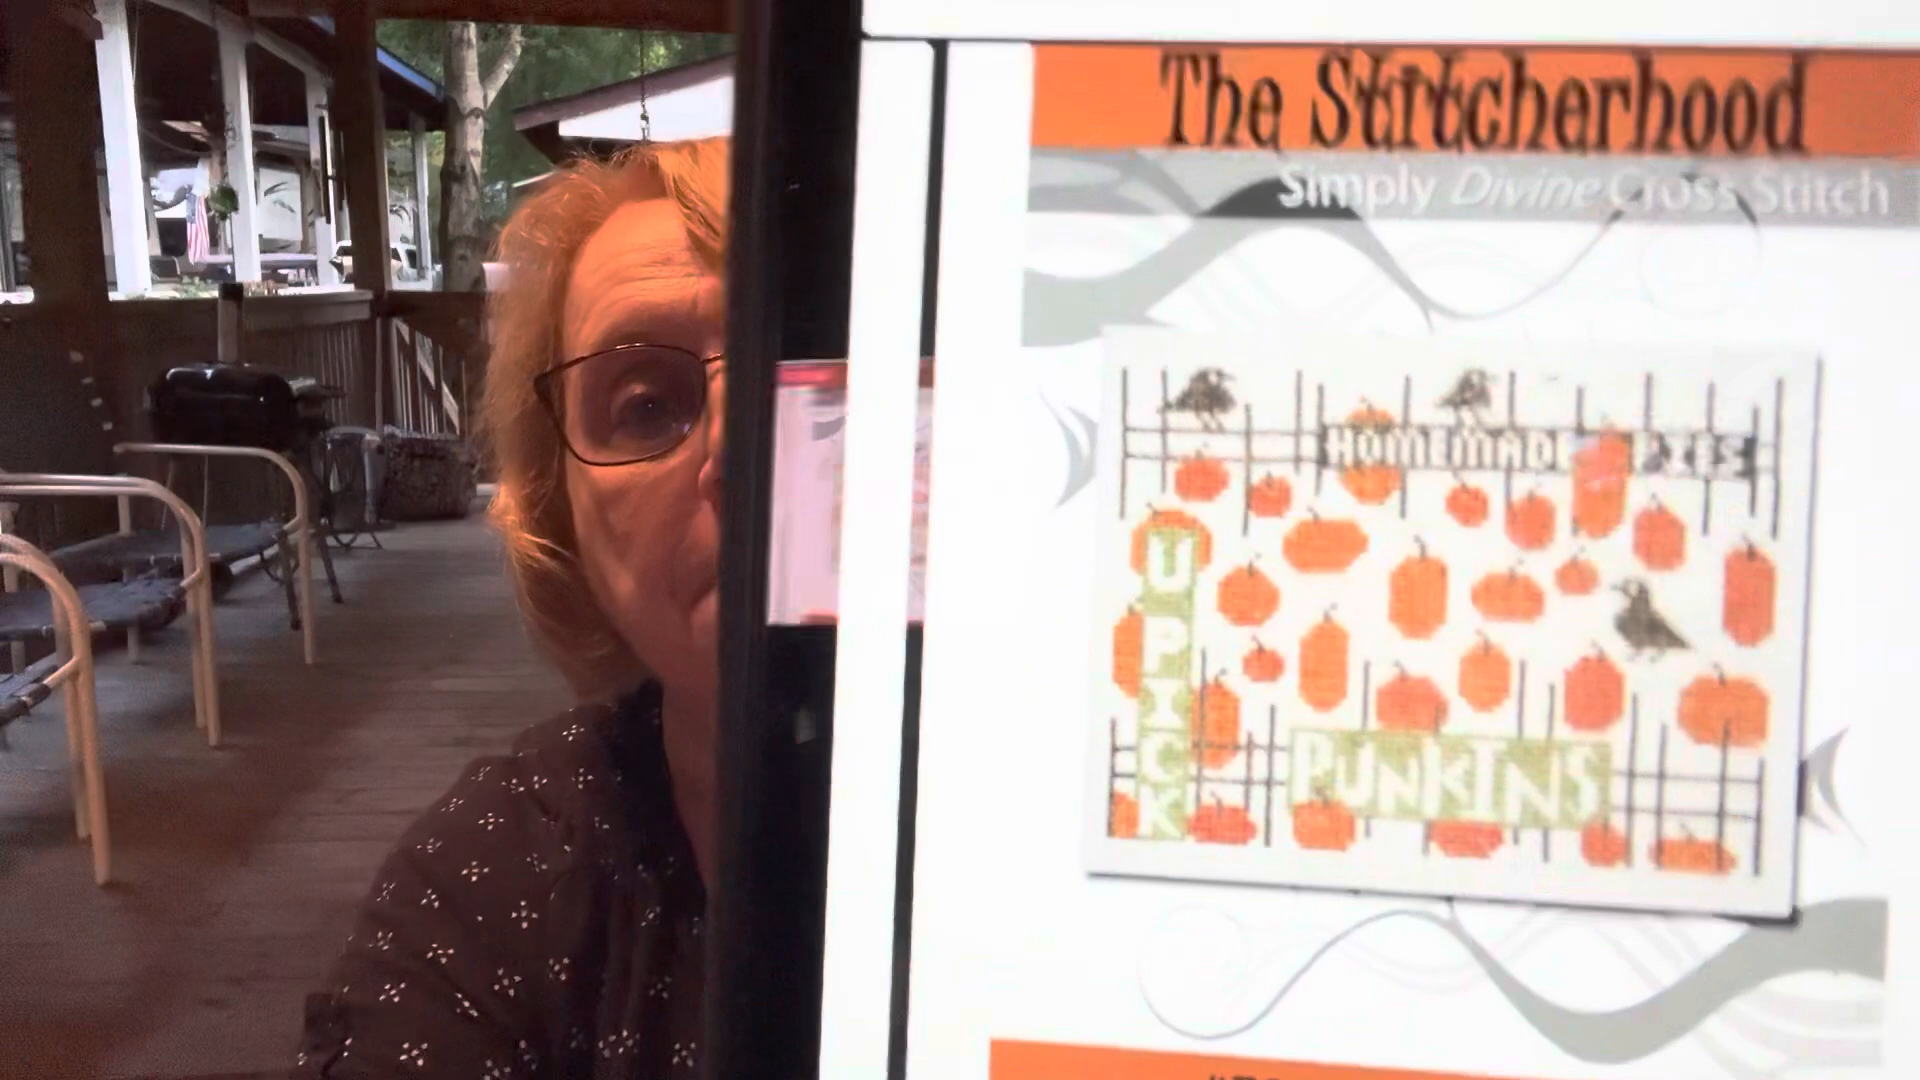 The Stitcherhood
Simply Divine Cross Stitch
HOMEMADE PIES
U PICK
PUNKINS